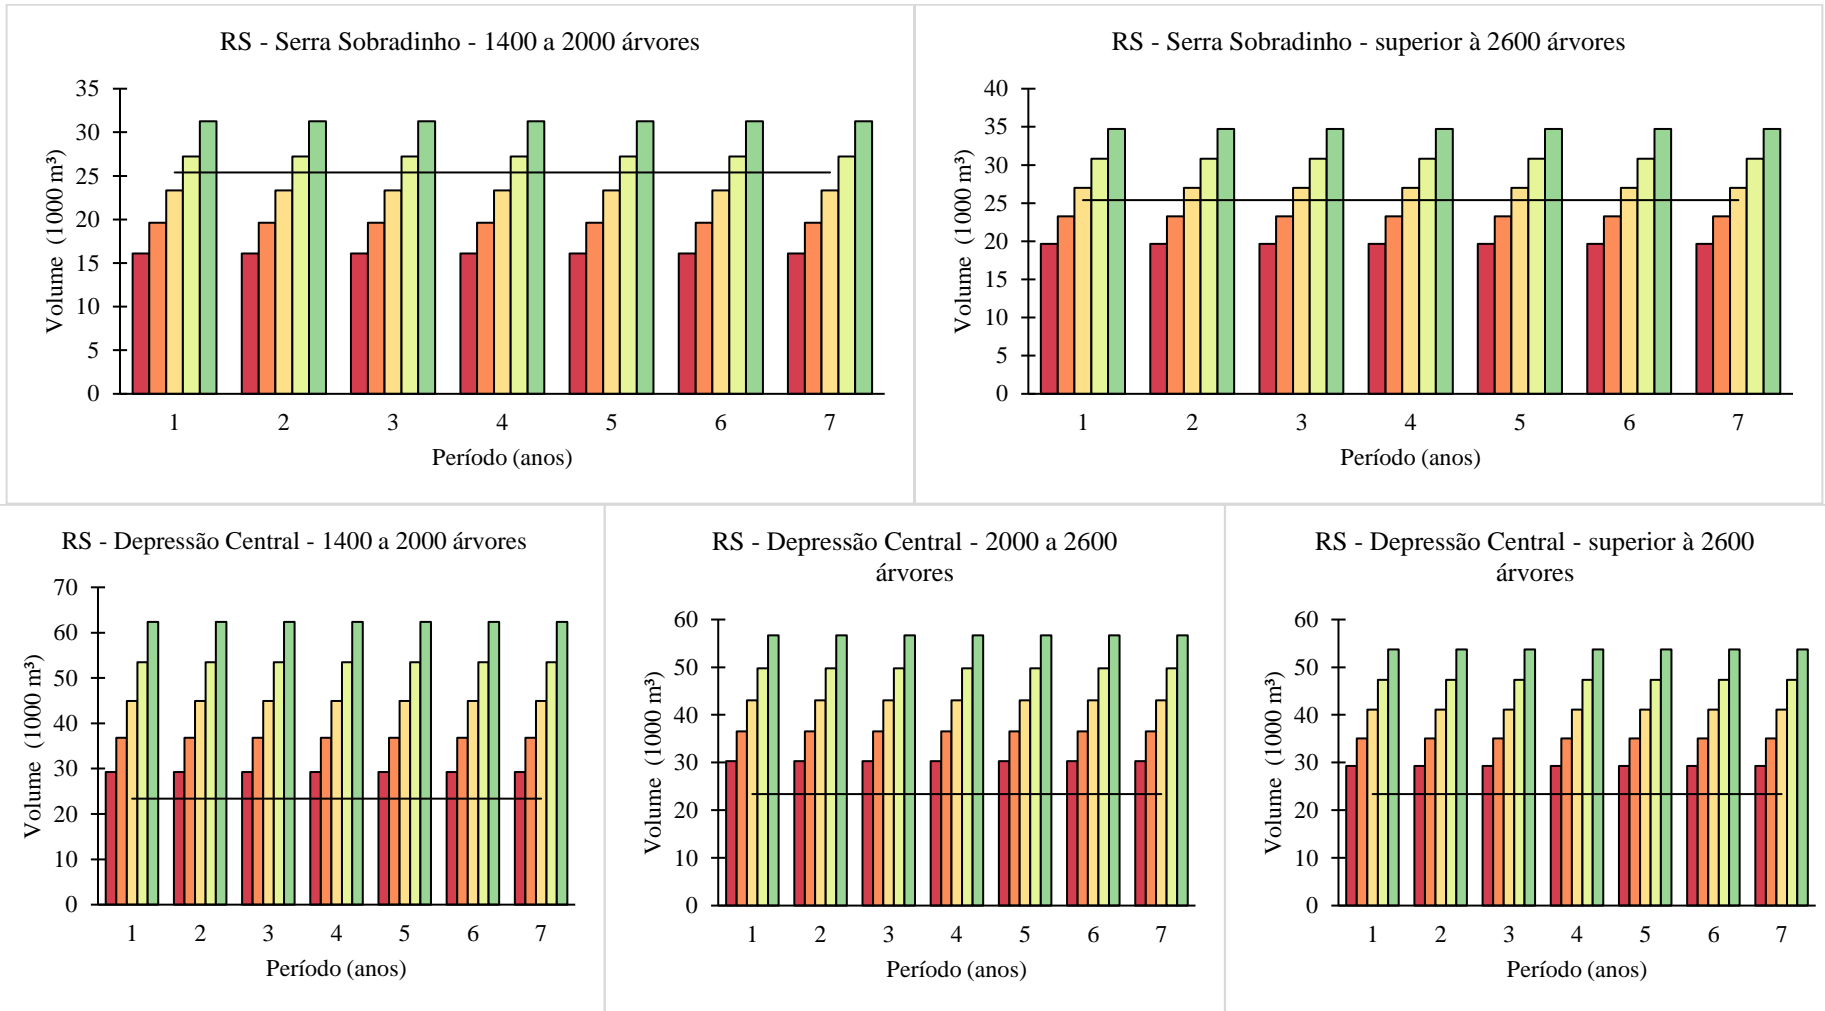 RS - Serra Sobradinho - 1400 a 2000 árvores
Volume (1000 m³)
35
30
25
20
15
10
5
0
1 2 3 4 5 6 7
Período (anos)
RS - Serra Sobradinho - superior à 2600 árvores
Volume (1000 m³)
40
35
30
25
20
15
10
5
0
1 2 3 4 5 6 7
Período (anos)
RS - Depressão Central - 1400 a 2000 árvores
Volume (1000 m³)
70
60
50
40
30
20
10
0
1 2 3 4 5 6 7
Período (anos)
RS - Depressão Central - 2000 a 2600
árvores
Volume (1000 m³)
60
50
40
30
20
10
0
1 2 3 4 5 6 7
Período (anos)
RS - Depressão Central - superior à 2600
árvores
Volume (1000 m³)
60
50
40
30
20
10
0
1 2 3 4 5 6 7
Período (anos)